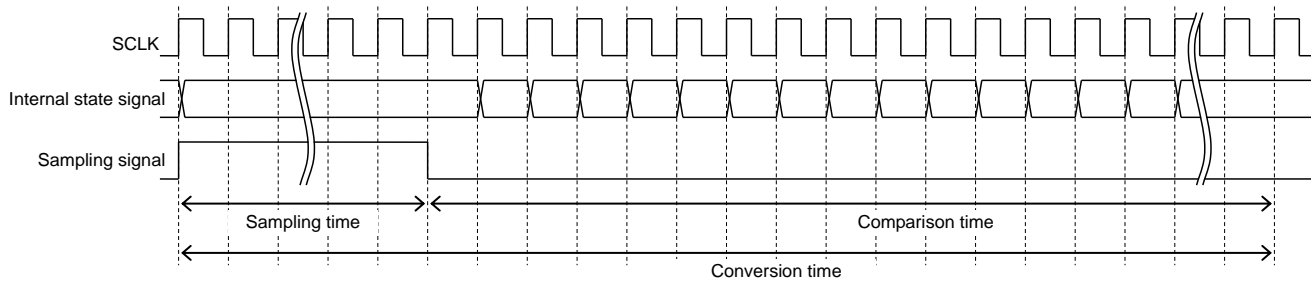 SCLK
Internal state signal
Sampling signal
Sampling time
Comparison time
Conversion time